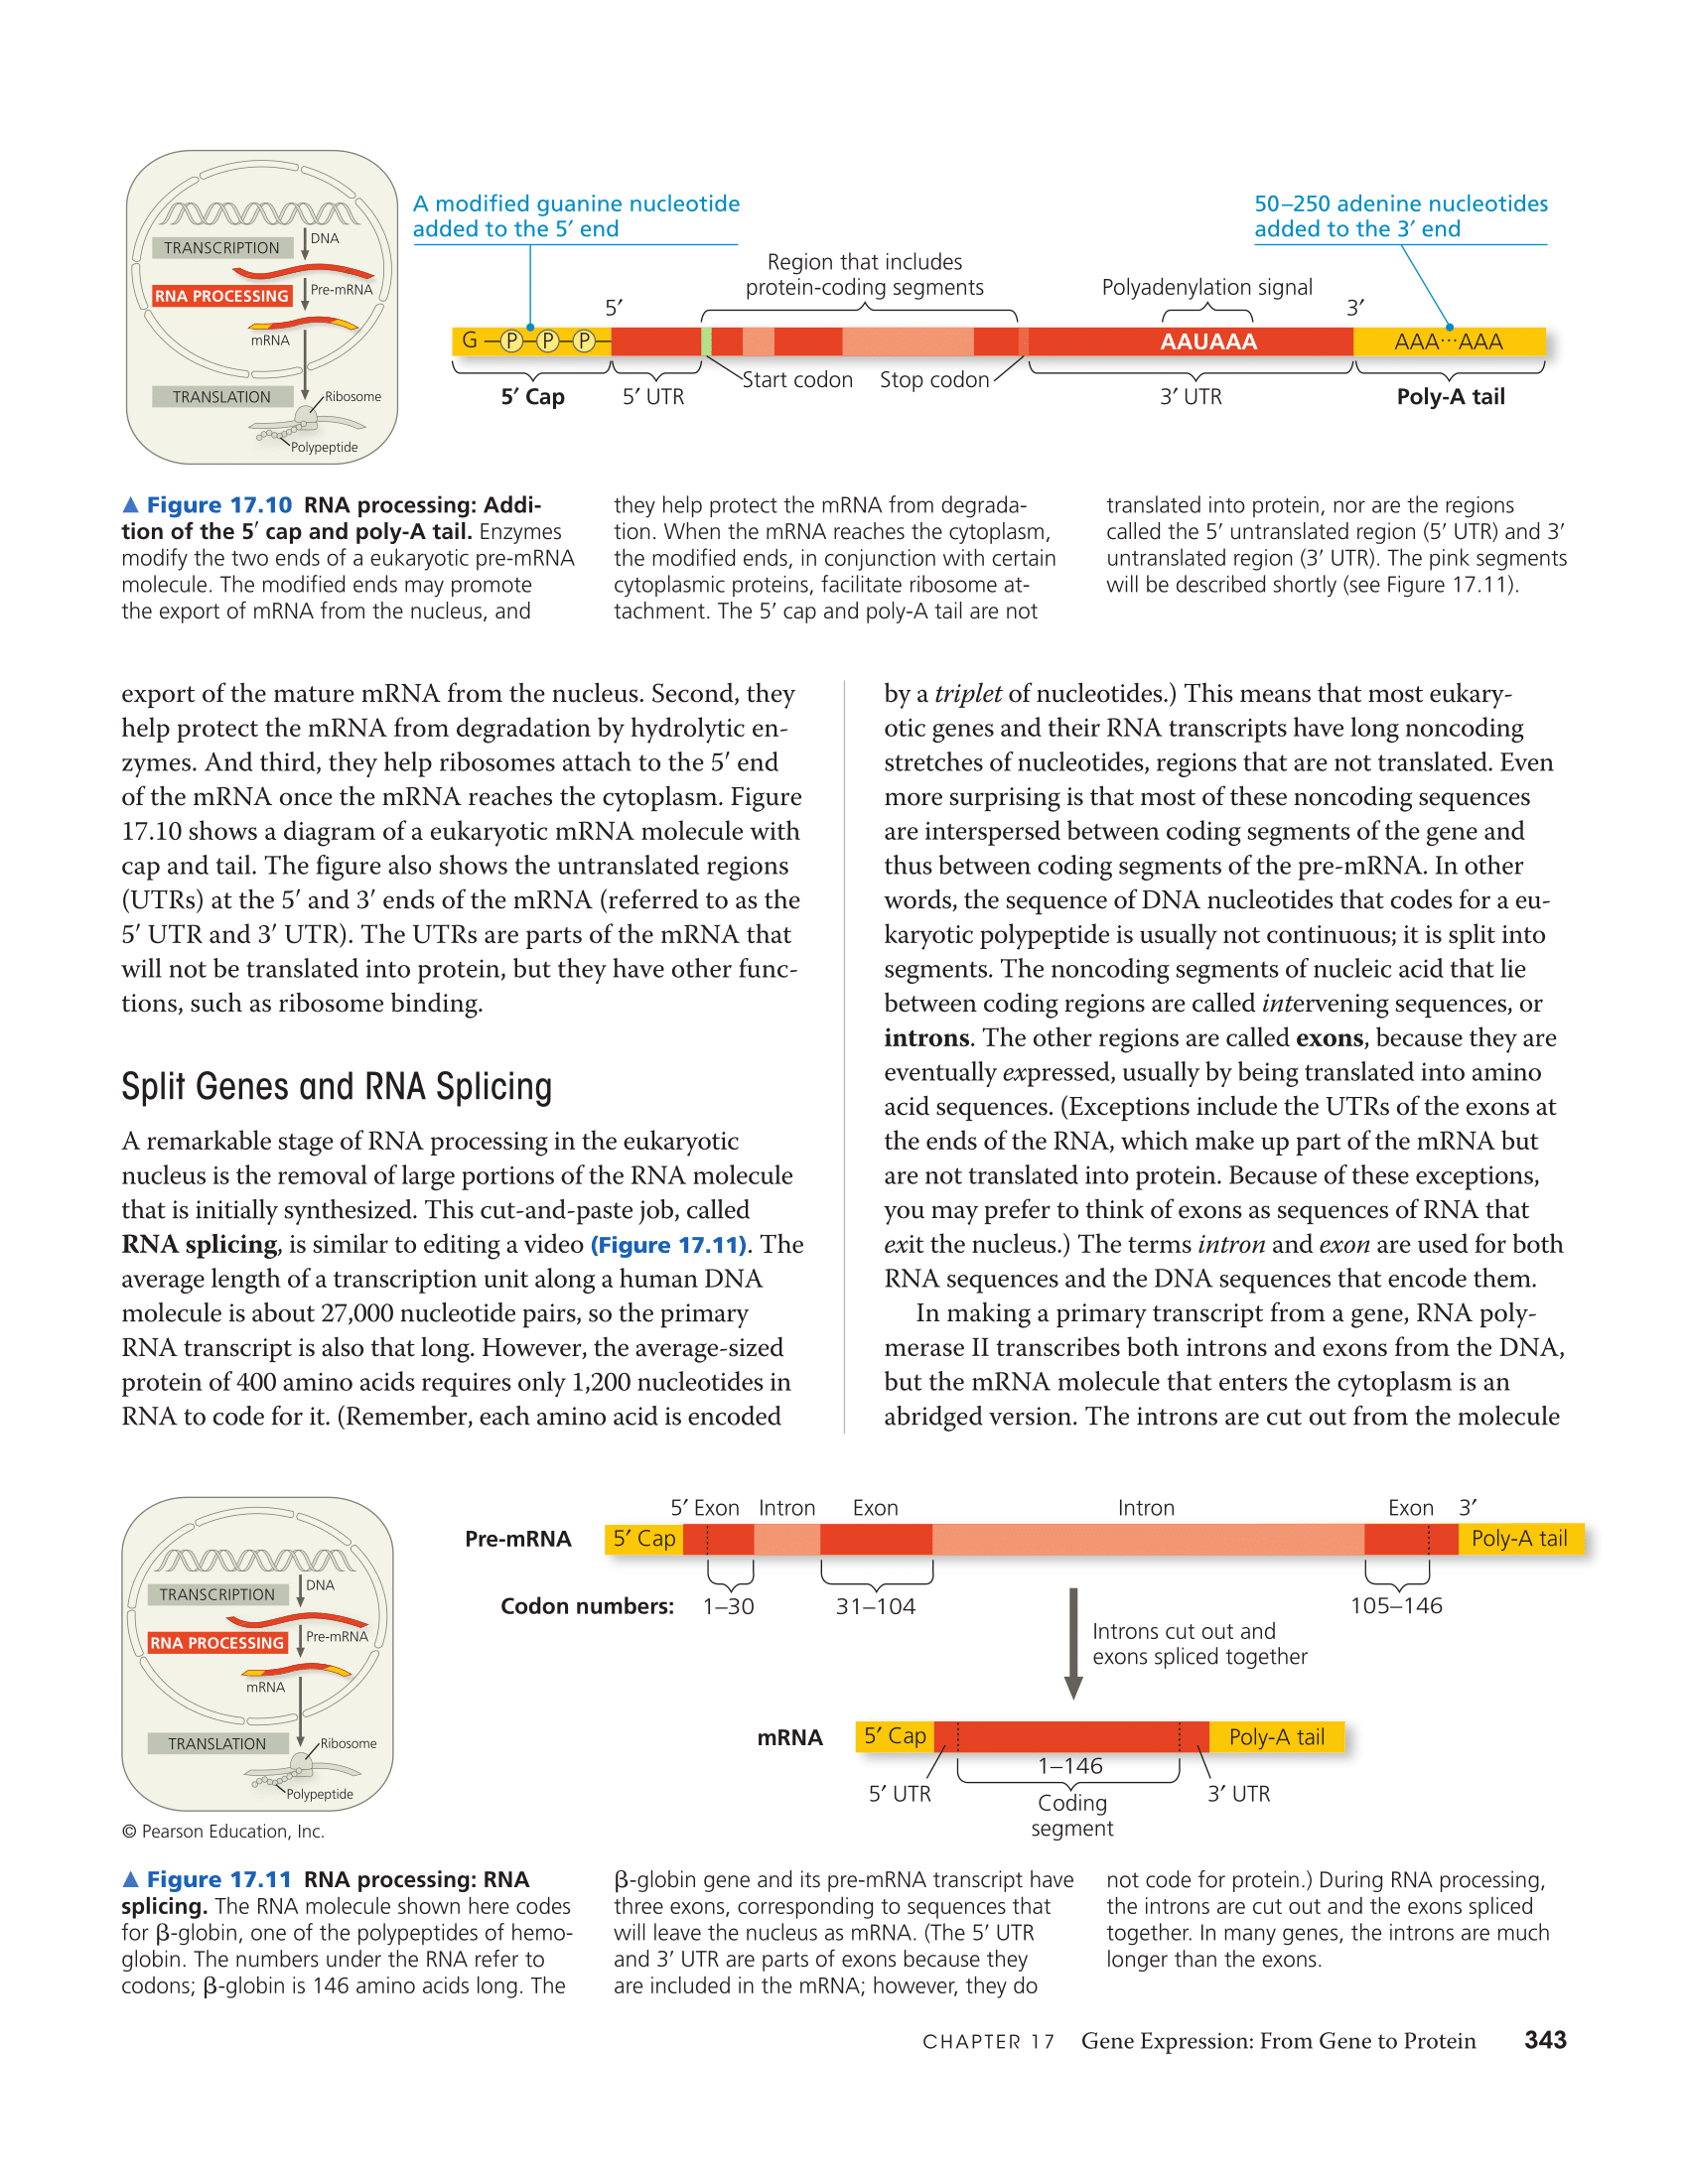 TRANSCRIPTION
DNA
RNA PROCESSING
Pre-mRNA
mRNA
TRANSLATION
Ribosome
Polypeptide
A modified guanine nucleotide
added to the 5′ end
50–250 adenine nucleotides
added to the 3′ end
Region that includes
protein-coding segments
Polyadenylation signal
5′
3′
G P P P
AAUAAA
AAA···AAA
Start codon
Stop codon
5′ Cap
5′ UTR
3′ UTR
Poly-A tail
▲ Figure 17.10 RNA processing: Addi-
tion of the 5′ cap and poly-A tail. Enzymes
modify the two ends of a eukaryotic pre-mRNA
molecule. The modified ends may promote
the export of mRNA from the nucleus, and
they help protect the mRNA from degrada-
tion. When the mRNA reaches the cytoplasm,
the modified ends, in conjunction with certain
cytoplasmic proteins, facilitate ribosome at-
tachment. The 5′ cap and poly-A tail are not
translated into protein, nor are the regions
called the 5′ untranslated region (5′ UTR) and 3′
untranslated region (3′ UTR). The pink segments
will be described shortly (see Figure 17.11).
export of the mature mRNA from the nucleus. Second, they
help protect the mRNA from degradation by hydrolytic en-
zymes. And third, they help ribosomes attach to the 5′ end
of the mRNA once the mRNA reaches the cytoplasm. Figure
17.10 shows a diagram of a eukaryotic mRNA molecule with
cap and tail. The figure also shows the untranslated regions
(UTRs) at the 5′ and 3′ ends of the mRNA (referred to as the
5′ UTR and 3′ UTR). The UTRs are parts of the mRNA that
will not be translated into protein, but they have other func-
tions, such as ribosome binding.
Split Genes and RNA Splicing
A remarkable stage of RNA processing in the eukaryotic
nucleus is the removal of large portions of the RNA molecule
that is initially synthesized. This cut-and-paste job, called
RNA splicing, is similar to editing a video (Figure 17.11). The
average length of a transcription unit along a human DNA
molecule is about 27,000 nucleotide pairs, so the primary
RNA transcript is also that long. However, the average-sized
protein of 400 amino acids requires only 1,200 nucleotides in
RNA to code for it. (Remember, each amino acid is encoded
by a triplet of nucleotides.) This means that most eukary-
otic genes and their RNA transcripts have long noncoding
stretches of nucleotides, regions that are not translated. Even
more surprising is that most of these noncoding sequences
are interspersed between coding segments of the gene and
thus between coding segments of the pre-mRNA. In other
words, the sequence of DNA nucleotides that codes for a eu-
karyotic polypeptide is usually not continuous; it is split into
segments. The noncoding segments of nucleic acid that lie
between coding regions are called intervening sequences, or
introns. The other regions are called exons, because they are
eventually expressed, usually by being translated into amino
acid sequences. (Exceptions include the UTRs of the exons at
the ends of the RNA, which make up part of the mRNA but
are not translated into protein. Because of these exceptions,
you may prefer to think of exons as sequences of RNA that
exit the nucleus.) The terms intron and exon are used for both
RNA sequences and the DNA sequences that encode them.
In making a primary transcript from a gene, RNA poly-
merase II transcribes both introns and exons from the DNA,
but the mRNA molecule that enters the cytoplasm is an
abridged version. The introns are cut out from the molecule
TRANSCRIPTION
DNA
RNA PROCESSING
Pre-mRNA
mRNA
TRANSLATION
Ribosome
Polypeptide
© Pearson Education, Inc.
5′ Exon Intron Exon Intron Exon 3′
Pre-mRNA 5′ Cap Poly-A tail
Codon numbers: 1–30 31–104 105–146
Introns cut out and
exons spliced together
mRNA 5′ Cap Poly-A tail
1–146
5′ UTR 3′ UTR
Coding
segment
▲ Figure 17.11 RNA processing: RNA
splicing. The RNA molecule shown here codes
for β-globin, one of the polypeptides of hemo-
globin. The numbers under the RNA refer to
codons; β-globin is 146 amino acids long. The
β-globin gene and its pre-mRNA transcript have
three exons, corresponding to sequences that
will leave the nucleus as mRNA. (The 5′ UTR
and 3′ UTR are parts of exons because they
are included in the mRNA; however, they do
not code for protein.) During RNA processing,
the introns are cut out and the exons spliced
together. In many genes, the introns are much
longer than the exons.
CHAPTER 17 Gene Expression: From Gene to Protein 343